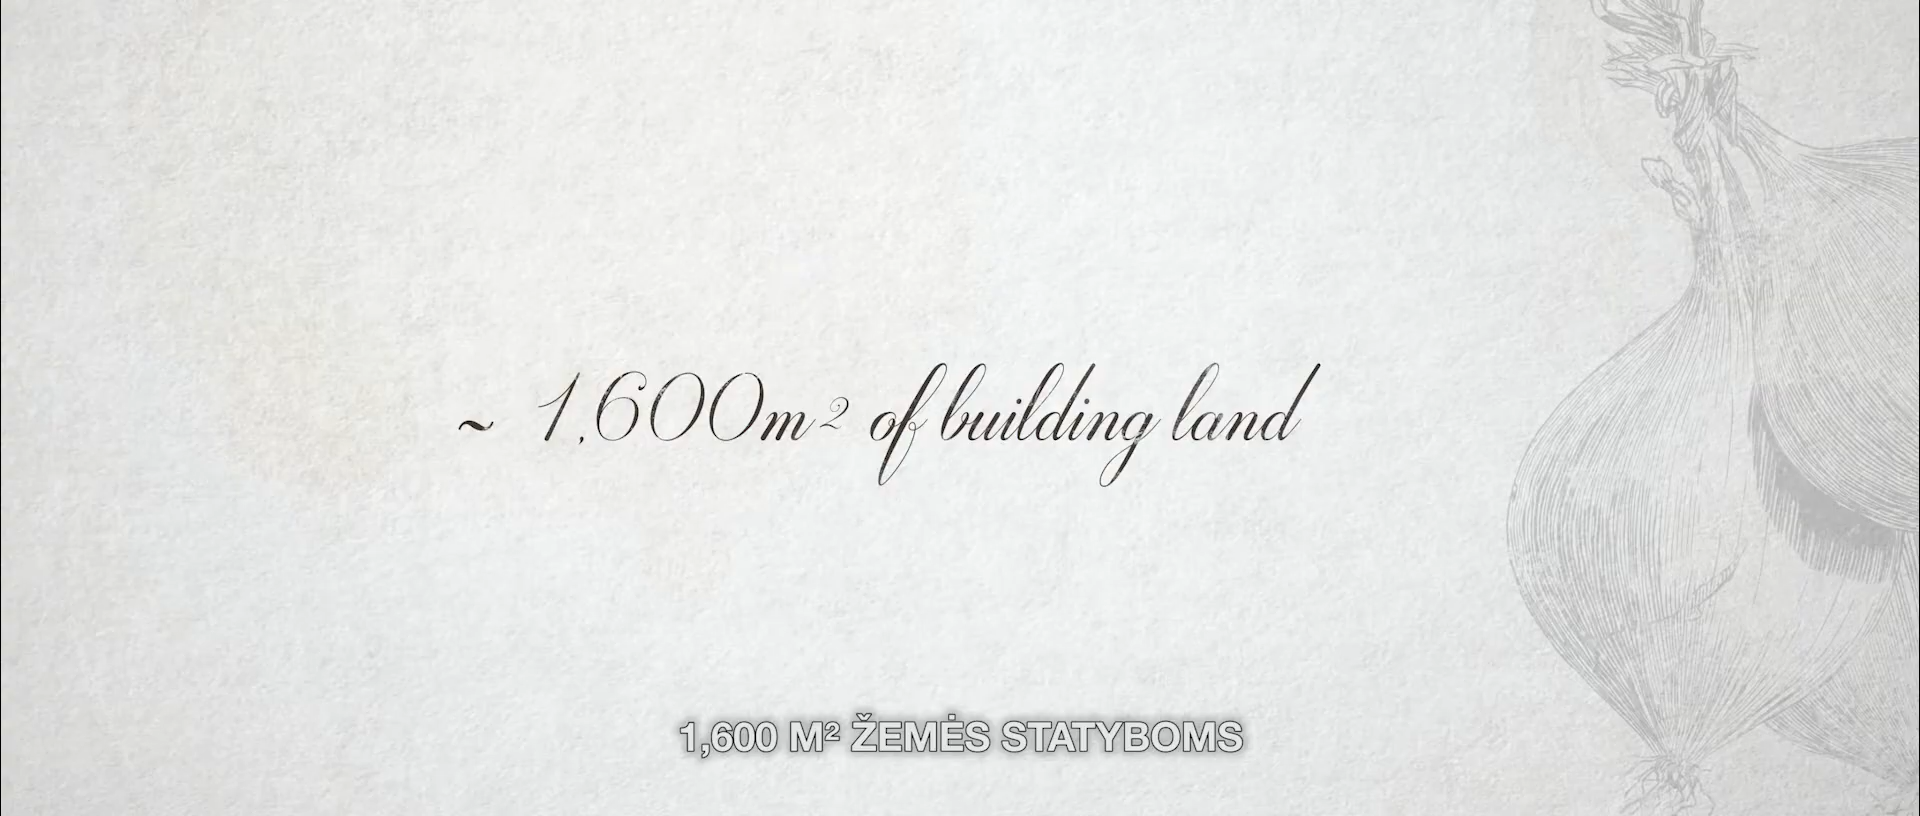 ~ 1,600m² of building land
1,600 M² ŽEMĖS STATYBOMS